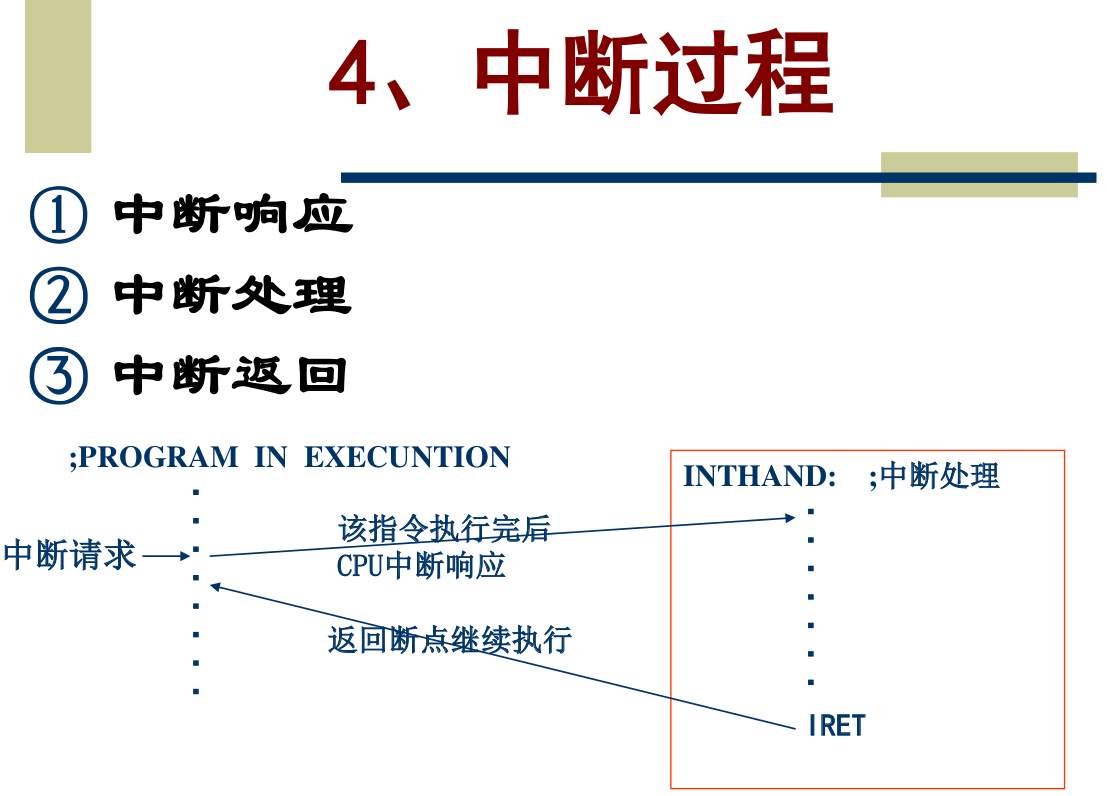 4、中断过程
① 中断响应
② 中断处理
③ 中断返回
;PROGRAM IN EXECUNTION
中断请求
该指令执行完后
CPU中断响应
返回断点继续执行
INTHAND: ;中断处理
IRET